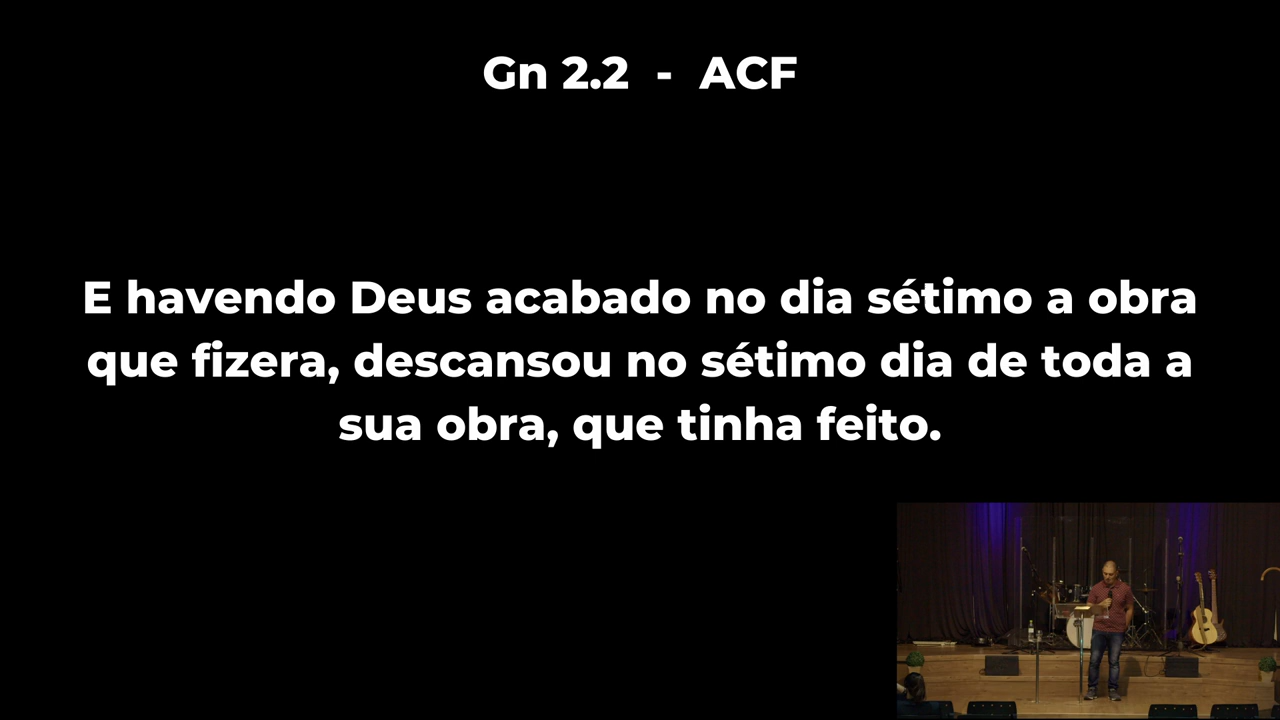 Gn 2.2 - ACF
E havendo Deus acabado no dia sétimo a obra
que fizera, descansou no sétimo dia de toda a
sua obra, que tinha feito.